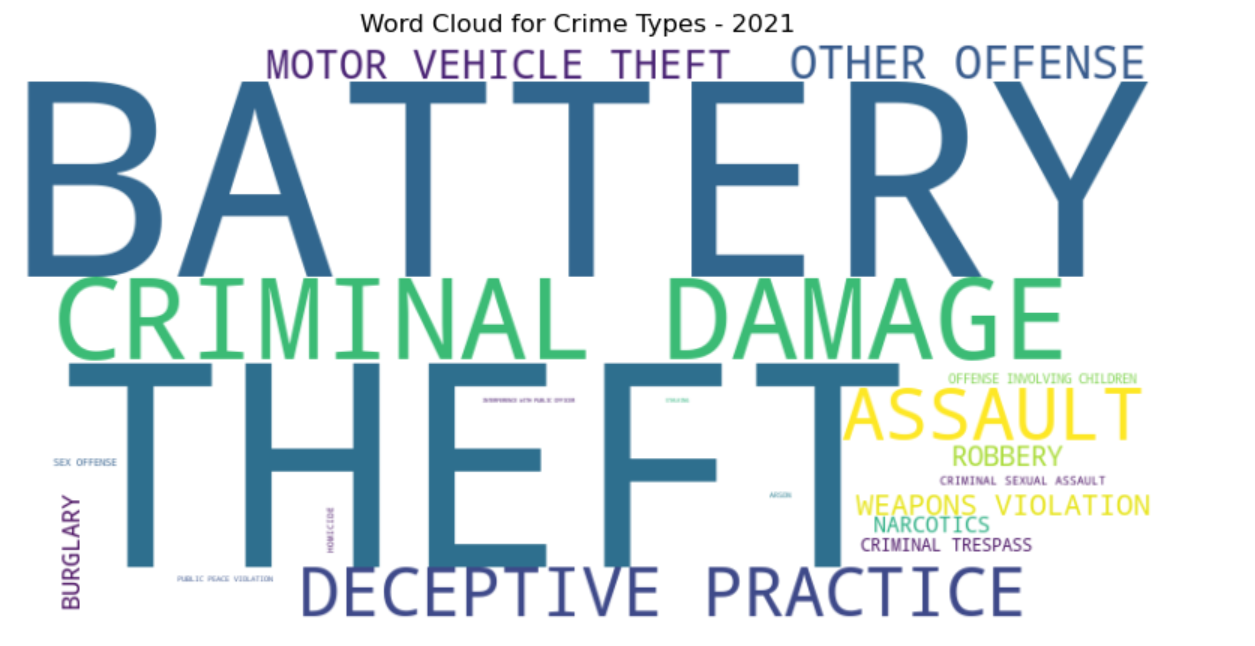 Word Cloud for Crime Types - 2021
MOTOR VEHICLE THEFT
OTHER OFFENSE
BATTERY
CRIMINAL DAMAGE
THEFT
OFFENSE INVOLVING CHILDREN
ASSAULT
INTERFERENCE WITH PUBLIC OFFICER
STALKING
ROBBERY
SEX OFFENSE
CRIMINAL SEXUAL ASSAULT
ARSON
WEAPONS VIOLATION
BURGLARY
HOMICIDE
NARCOTICS
CRIMINAL TRESPASS
PUBLIC PEACE VIOLATION
DECEPTIVE PRACTICE